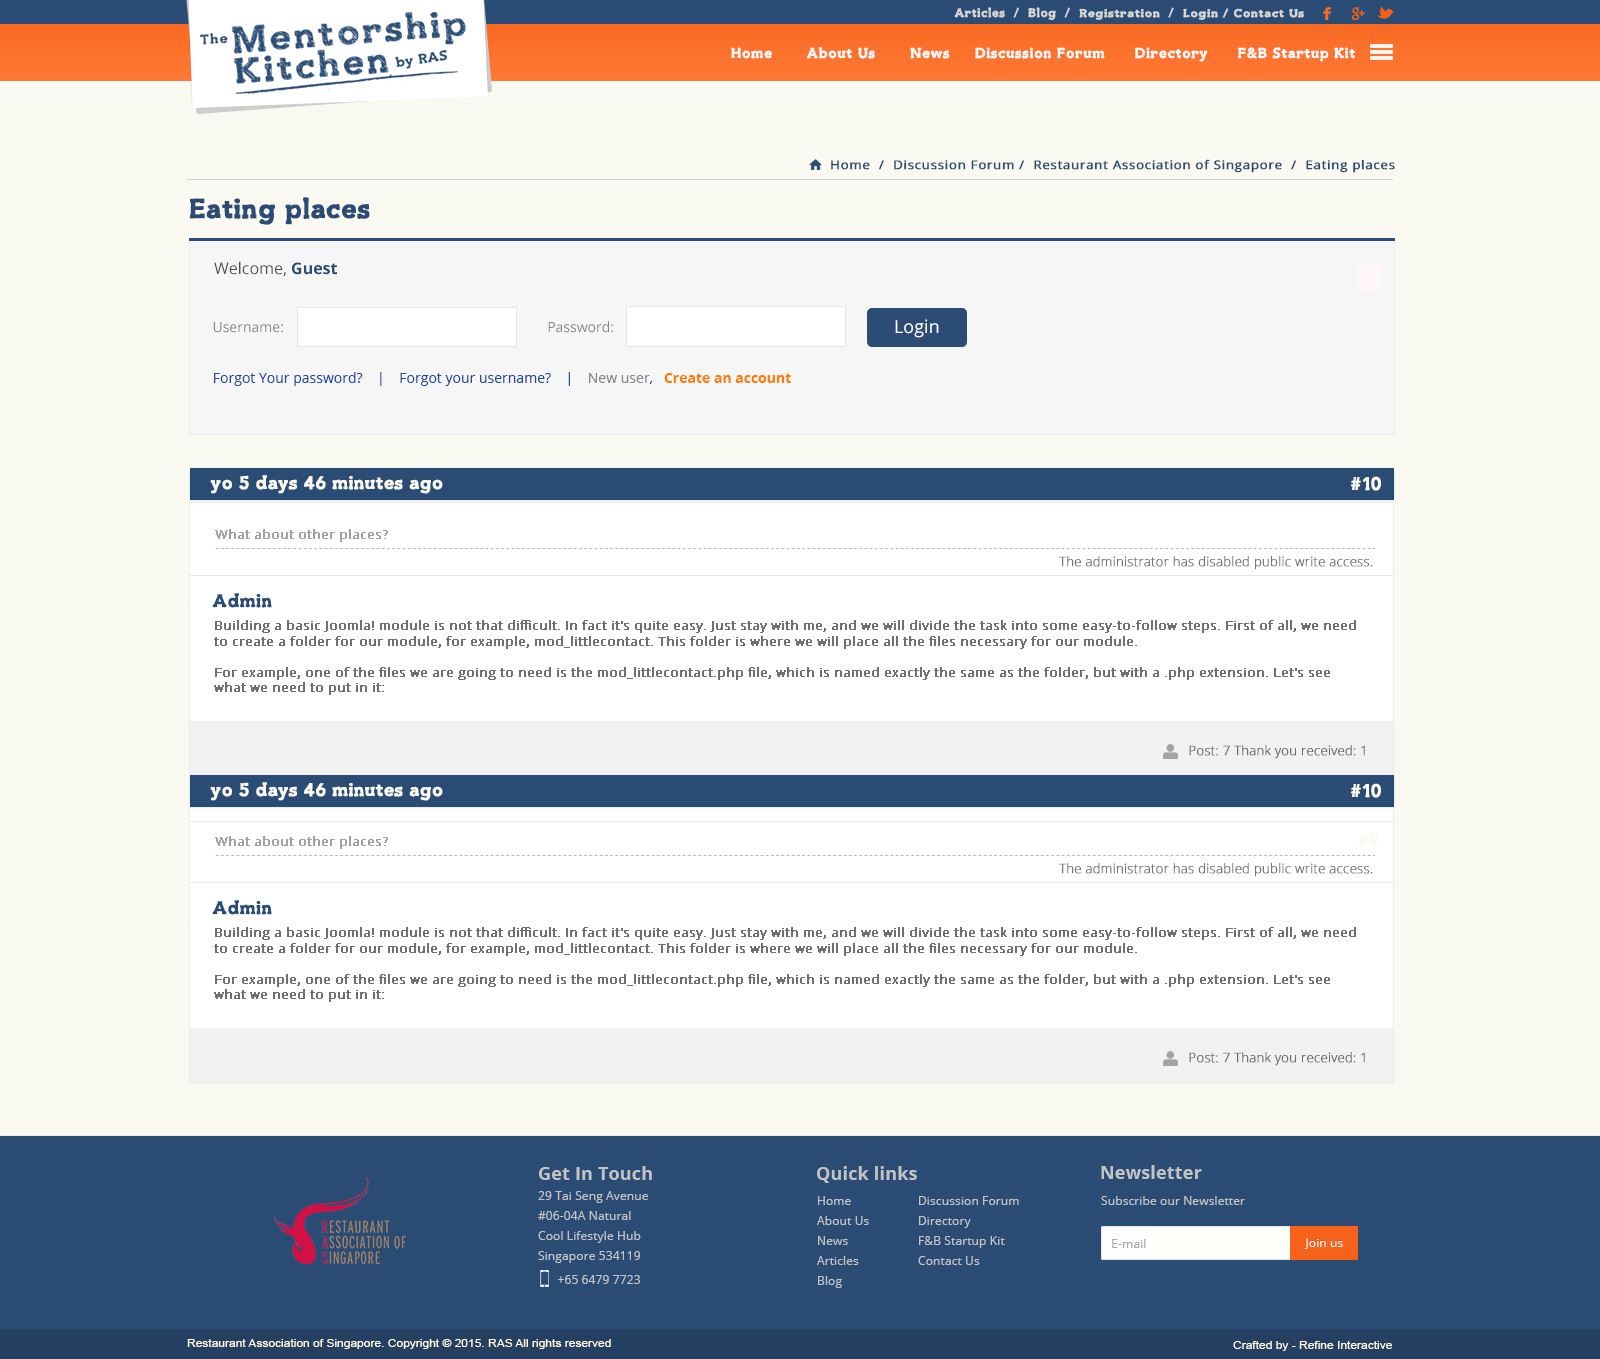 Articles / Blog / Registration / Login / Contact Us
The Mentorship
Kitchen by RAS
Home About Us News Discussion Forum Directory F&B Startup Kit
Home / Discussion Forum / Restaurant Association of Singapore / Eating places
Eating places
Welcome, Guest
Username: Password: Login
Forgot Your password? | Forgot your username? | New user, Create an account
yo 5 days 46 minutes ago #10
What about other places?
The administrator has disabled public write access.
Admin
Building a basic Joomla! module is not that difficult. In fact it's quite easy. Just stay with me, and we will divide the task into some easy-to-follow steps. First of all, we need
to create a folder for our module, for example, mod_littlecontact. This folder is where we will place all the files necessary for our module.
For example, one of the files we are going to need is the mod_littlecontact.php file, which is named exactly the same as the folder, but with a .php extension. Let's see
what we need to put in it:
Post: 7 Thank you received: 1
yo 5 days 46 minutes ago #10
What about other places? #9
The administrator has disabled public write access.
Admin
Building a basic Joomla! module is not that difficult. In fact it's quite easy. Just stay with me, and we will divide the task into some easy-to-follow steps. First of all, we need
to create a folder for our module, for example, mod_littlecontact. This folder is where we will place all the files necessary for our module.
For example, one of the files we are going to need is the mod_littlecontact.php file, which is named exactly the same as the folder, but with a .php extension. Let's see
what we need to put in it:
Post: 7 Thank you received: 1
RESTAURANT
ASSOCIATION OF
SINGAPORE
Get In Touch
29 Tai Seng Avenue
#06-04A Natural
Cool Lifestyle Hub
Singapore 534119
+65 6479 7723
Quick links
Home
About Us
News
Articles
Blog
Discussion Forum
Directory
F&B Startup Kit
Contact Us
Newsletter
Subscribe our Newsletter
E-mail Join us
Restaurant Association of Singapore. Copyright © 2015. RAS All rights reserved
Crafted by - Refine Interactive